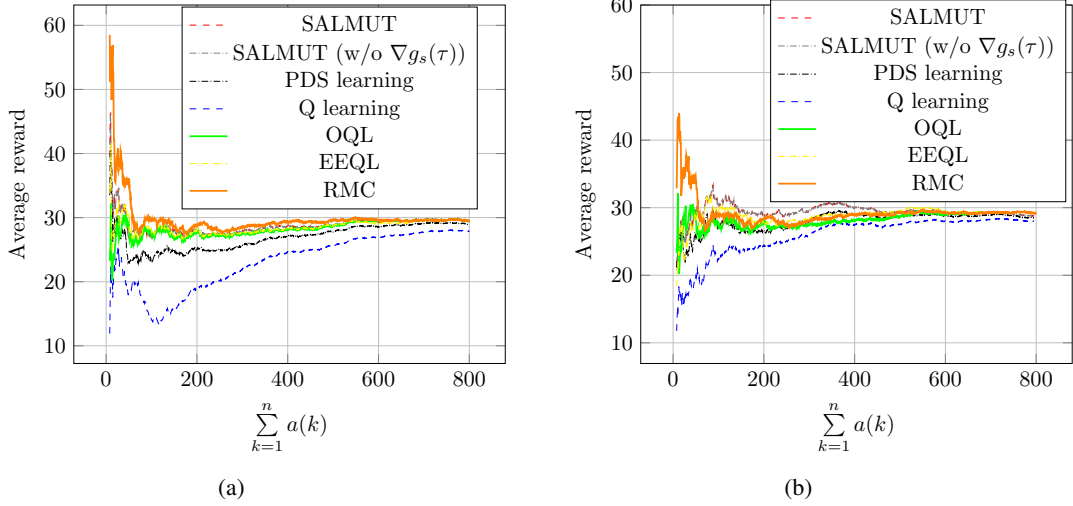 60
50
40
30
20
10
0
200
400
600
800
Average reward
SALMUT
SALMUT (w/o ∇g_s(τ))
PDS learning
Q learning
OQL
EEQL
RMC
n
∑ a(k)
k=1
(a)
60
50
40
30
20
10
0
200
400
600
800
Average reward
SALMUT
SALMUT (w/o ∇g_s(τ))
PDS learning
Q learning
OQL
EEQL
RMC
n
∑ a(k)
k=1
(b)